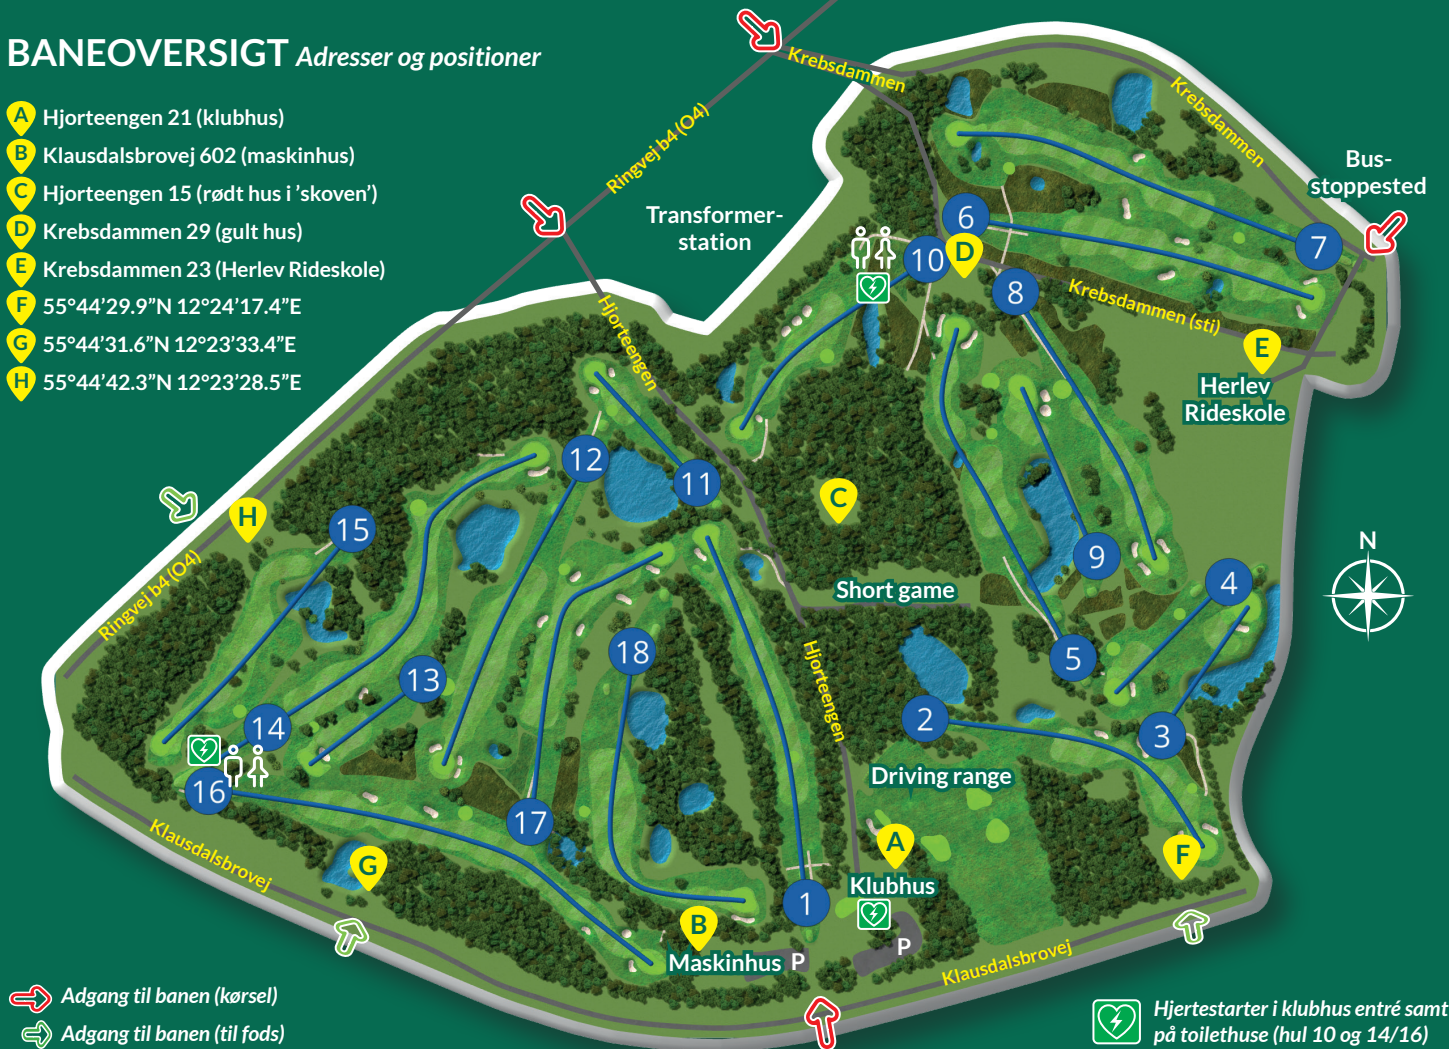 BANEOVERSIGT Adresser og positioner
A Hjorteengen 21 (klubhus)
B Klausdalsbrovej 602 (maskinhus)
C Hjorteengen 15 (rødt hus i ’skoven’)
D Krebsdammen 29 (gult hus)
E Krebsdammen 23 (Herlev Rideskole)
F 55°44’29.9”N 12°24’17.4”E
G 55°44’31.6”N 12°23’33.4”E
H 55°44’42.3”N 12°23’28.5”E
Krebsdammen
Krebsdammen
Ringvej b4 (O4)
Bus-
stoppested
Transformer-
station
6
7
10
D
8
Krebsdammen (sti)
Hjorteengen
E
Herlev
Rideskole
12
11
C
H
15
N
Ringvej b4 (O4)
9
4
Short game
18
5
Hjorteengen
13
14
2
3
16
Driving range
17
Klausdalsbrovej
G
A
F
Klubhus
1
B
Maskinhus
P
P
Klausdalsbrovej
Adgang til banen (kørsel)
Adgang til banen (til fods)
Hjertestarter i klubhus entré samt
på toilethuse (hul 10 og 14/16)